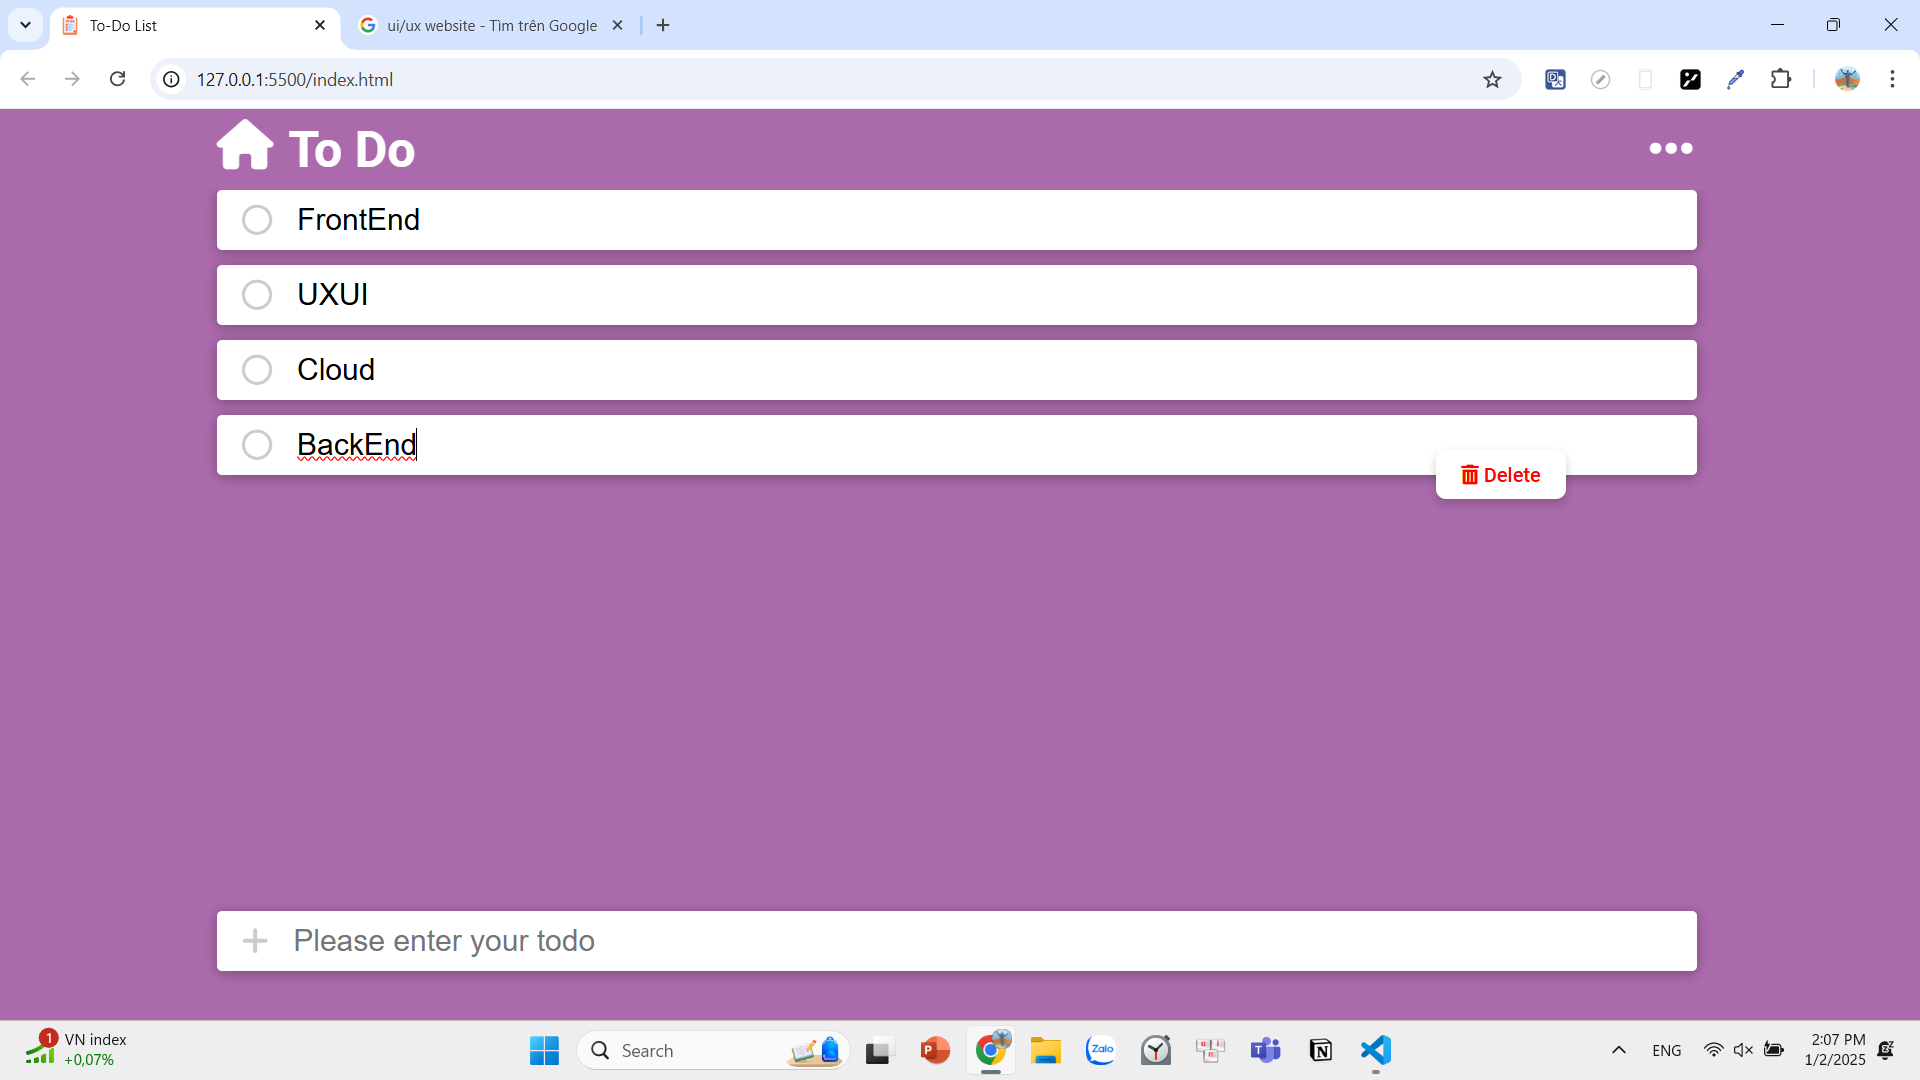 To-Do List
ui/ux website - Tìm trên Google
127.0.0.1:5500/index.html
To Do
FrontEnd
UXUI
Cloud
BackEnd
Delete
Please enter your todo
1
VN index
+0,07%
Search
Zalo
ENG
2:07 PM
1/2/2025